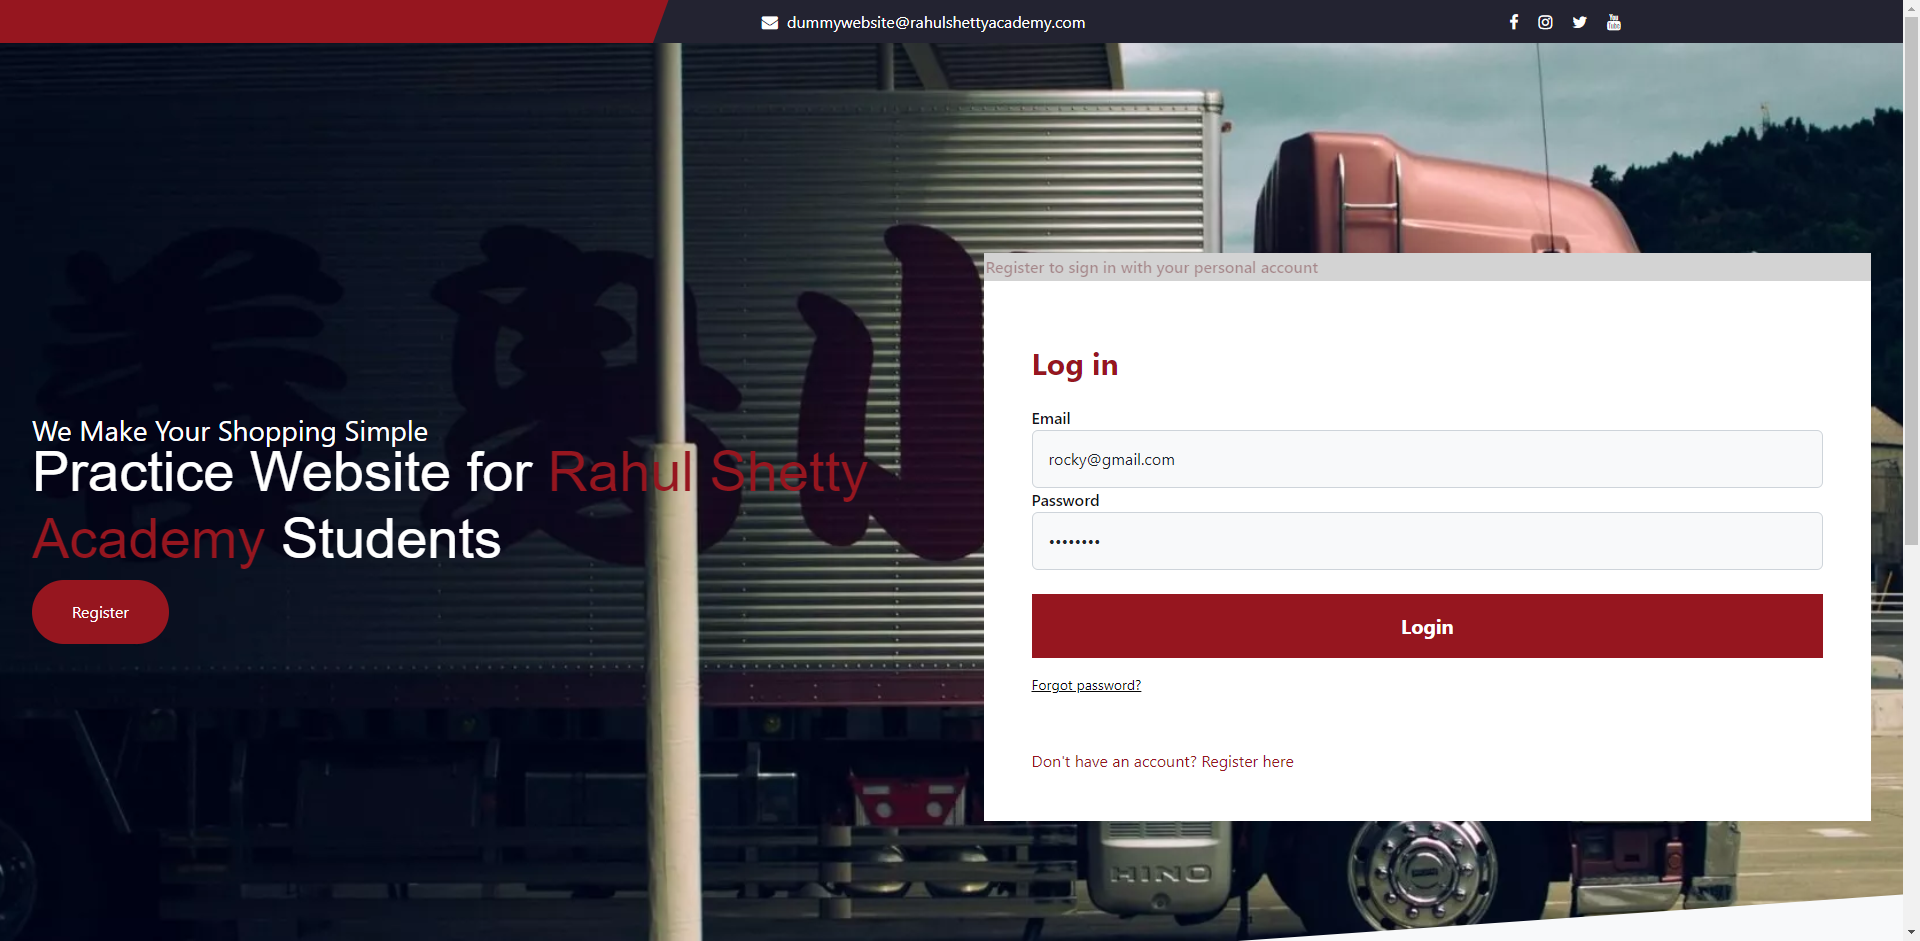 dummywebsite@rahulshettyacademy.com
We Make Your Shopping Simple
Practice Website for Rahul Shetty
Academy Students
Register
Register to sign in with your personal account
Log in
Email
rocky@gmail.com
Password
••••••••
Login
Forgot password?
Don't have an account? Register here
HINO